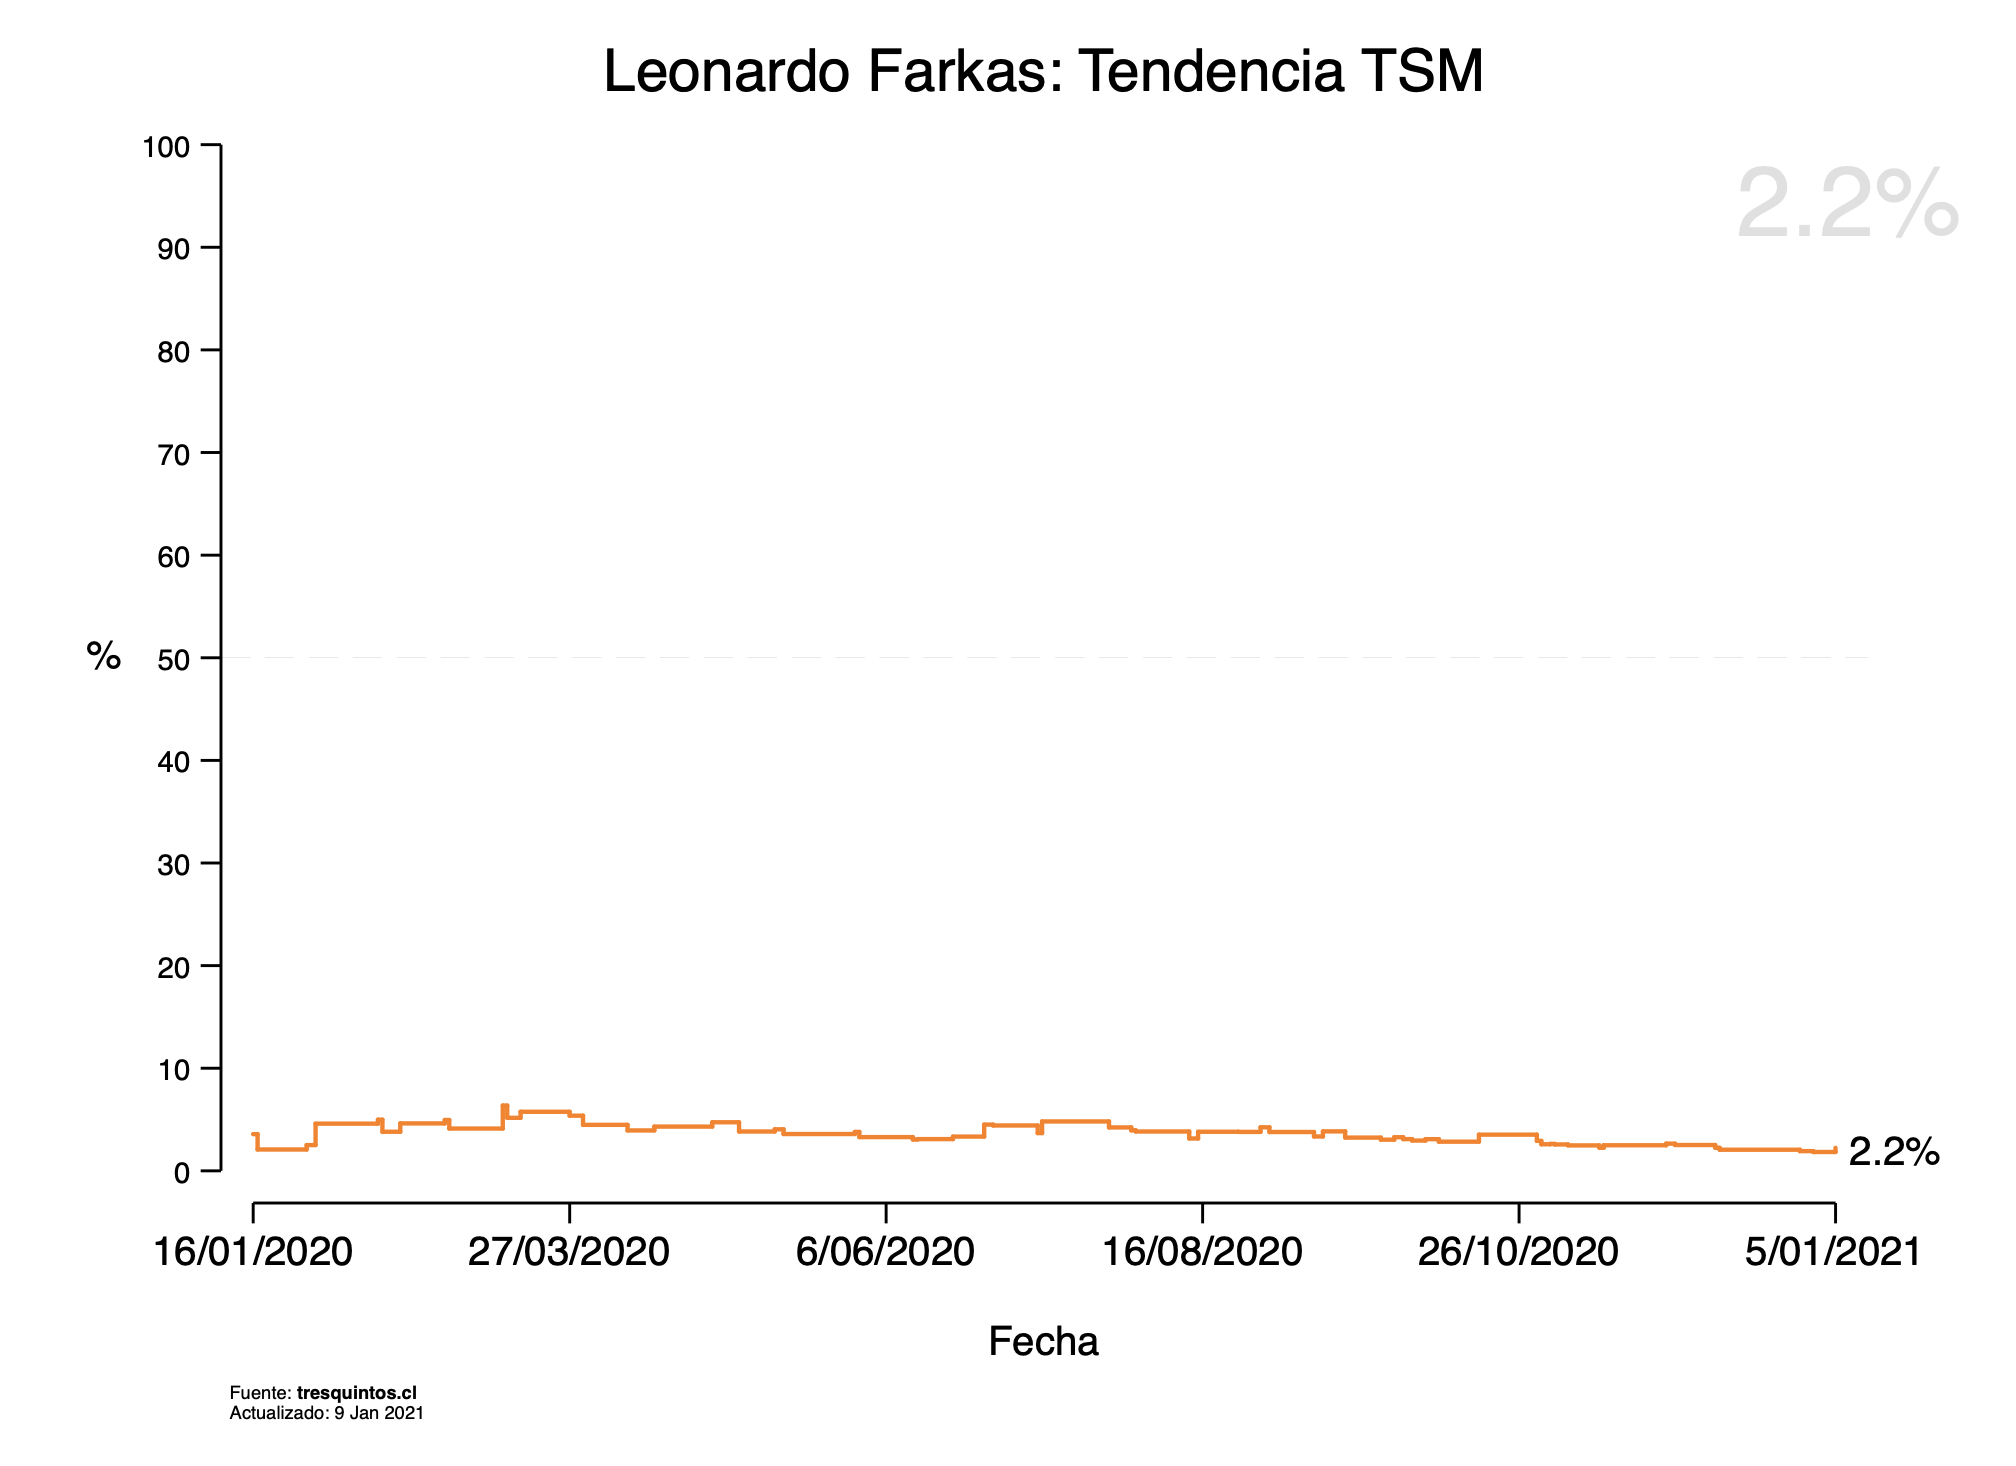 Leonardo Farkas: Tendencia TSM
2.2%
100
90
80
70
60
50
40
30
20
10
0
%
2.2%
16/01/2020 27/03/2020 6/06/2020 16/08/2020 26/10/2020 5/01/2021
Fecha
Fuente: tresquintos.cl
Actualizado: 9 Jan 2021